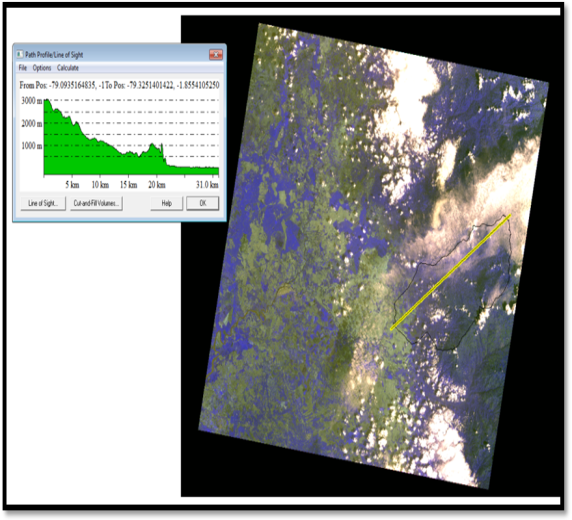 Path Profile/Line of Sight
File Options Calculate
From Pos: -79.0935164835, -1To Pos: -79.3251401422, -1.8554105250
3000 m
2000 m
1000 m
5 km 10 km 15 km 20 km 31.0 km
Line of Sight... Cut-and-Fill Volumes... Help OK